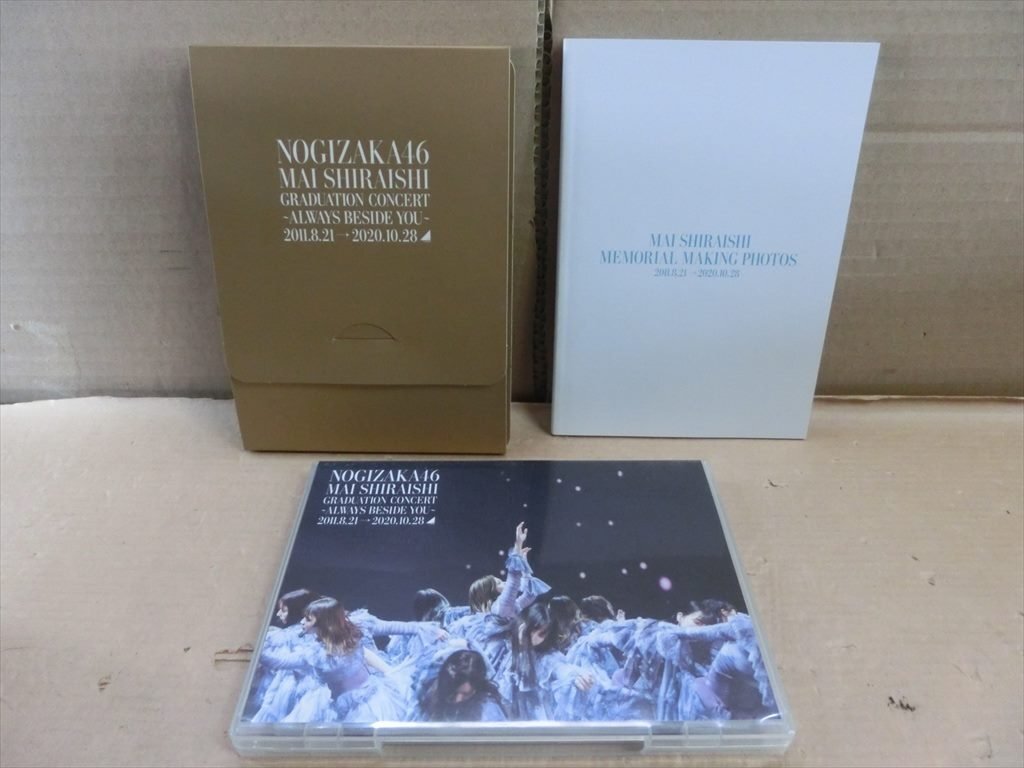 NOGIZAKA46
MAI SHIRAISHI
GRADUATION CONCERT
~ALWAYS BESIDE YOU~
2011.8.21→2020.10.28
MAI SHIRAISHI
MEMORIAL MAKING PHOTOS
2011.8.21→2020.10.28
NOGIZAKA46
MAI SHIRAISHI
GRADUATION CONCERT
~ALWAYS BESIDE YOU~
2011.8.21→2020.10.28